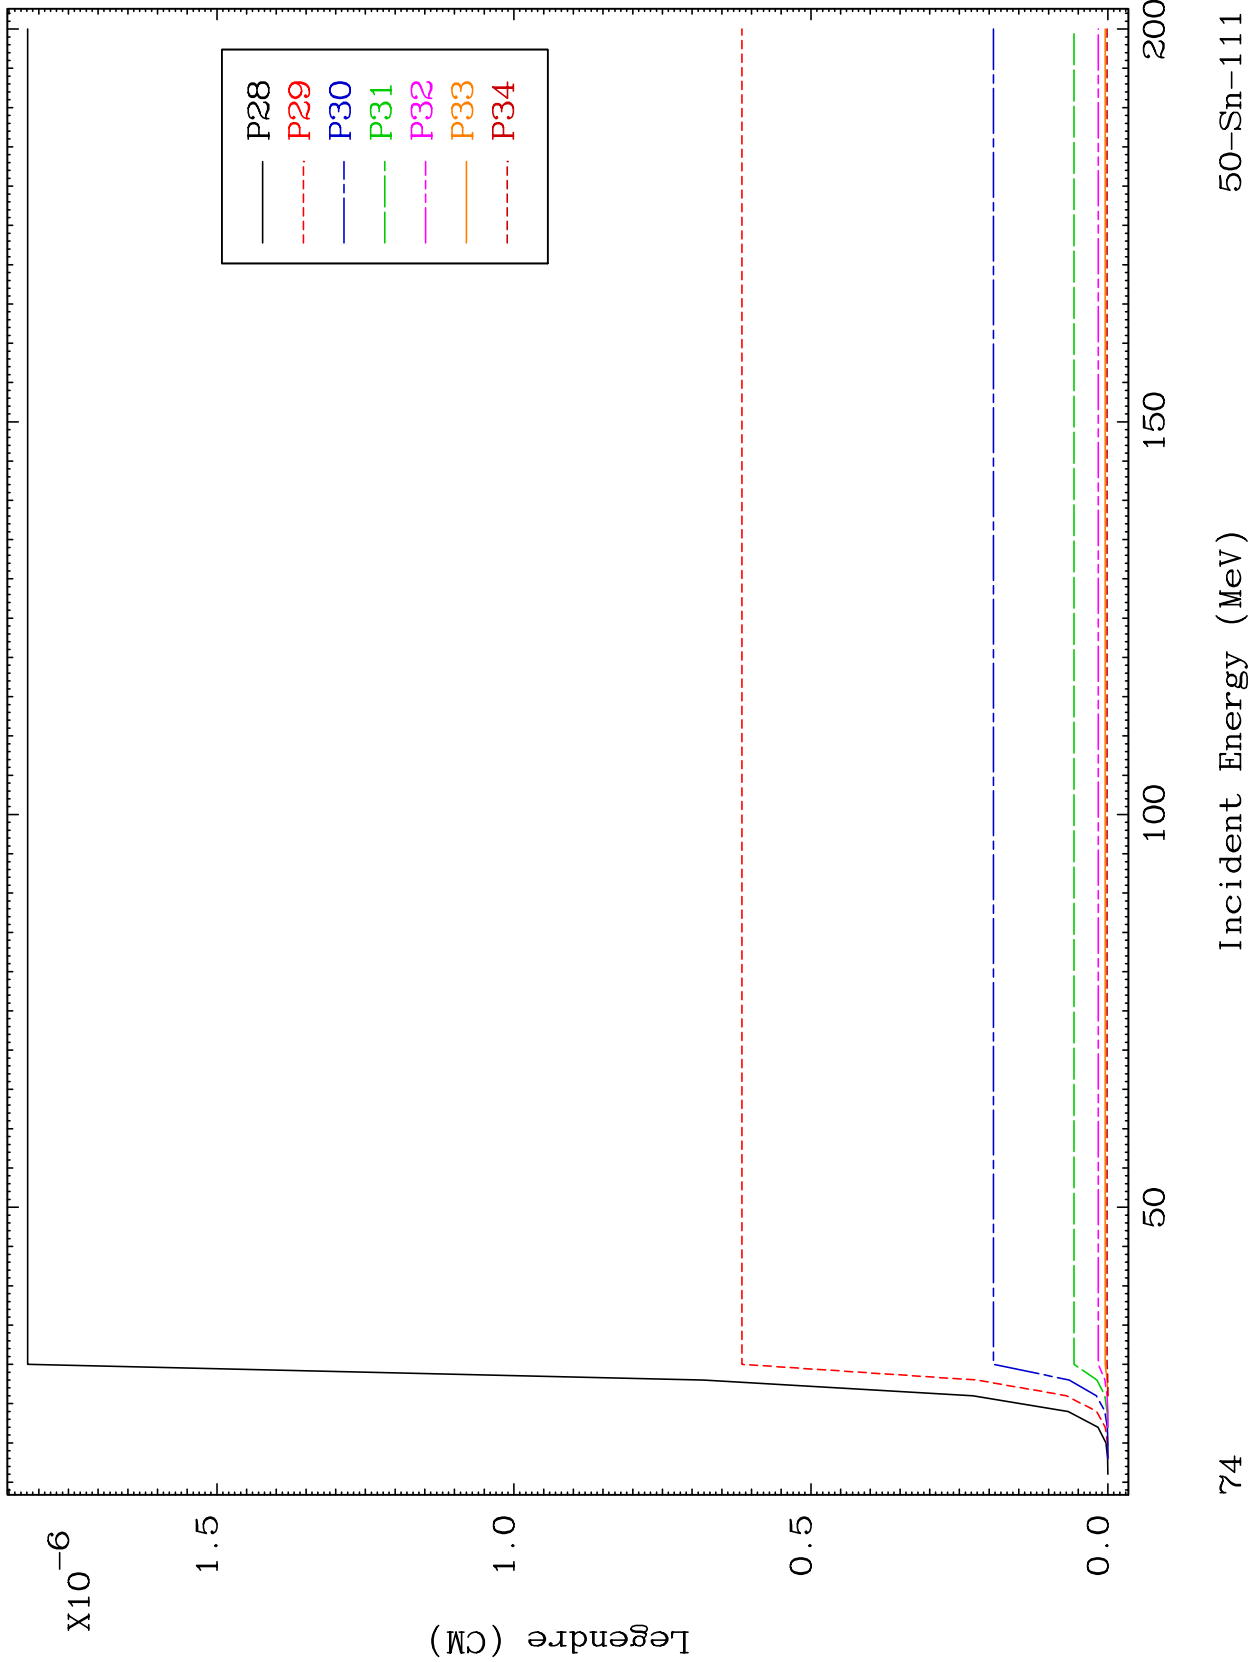 X10⁻⁶
1.5
1.0
0.5
0.0
Legendre (CM)
P28
P29
P30
P31
P32
P33
P34
50
100
150
200
Incident Energy (MeV)
74
50-Sn-111